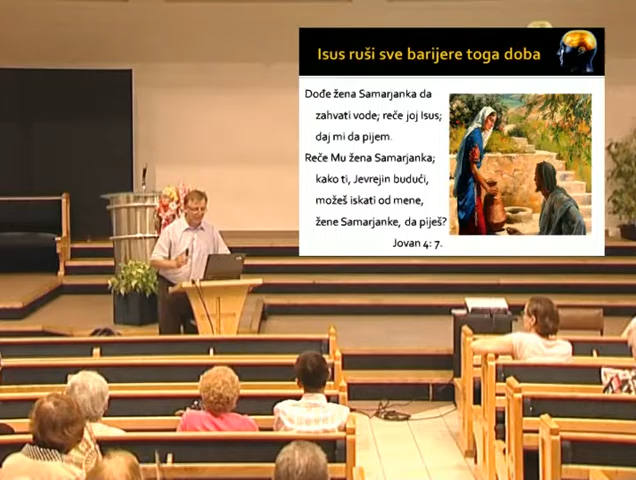 Isus ruši sve barijere toga doba
Dođe žena Samarjanka da
zahvati vode; reče joj Isus;
daj mi da pijem.
Reče Mu žena Samarjanka;
kako ti, Jevrejin budući,
možeš iskati od mene,
žene Samarjanke, da piješ?
Jovan 4: 7.